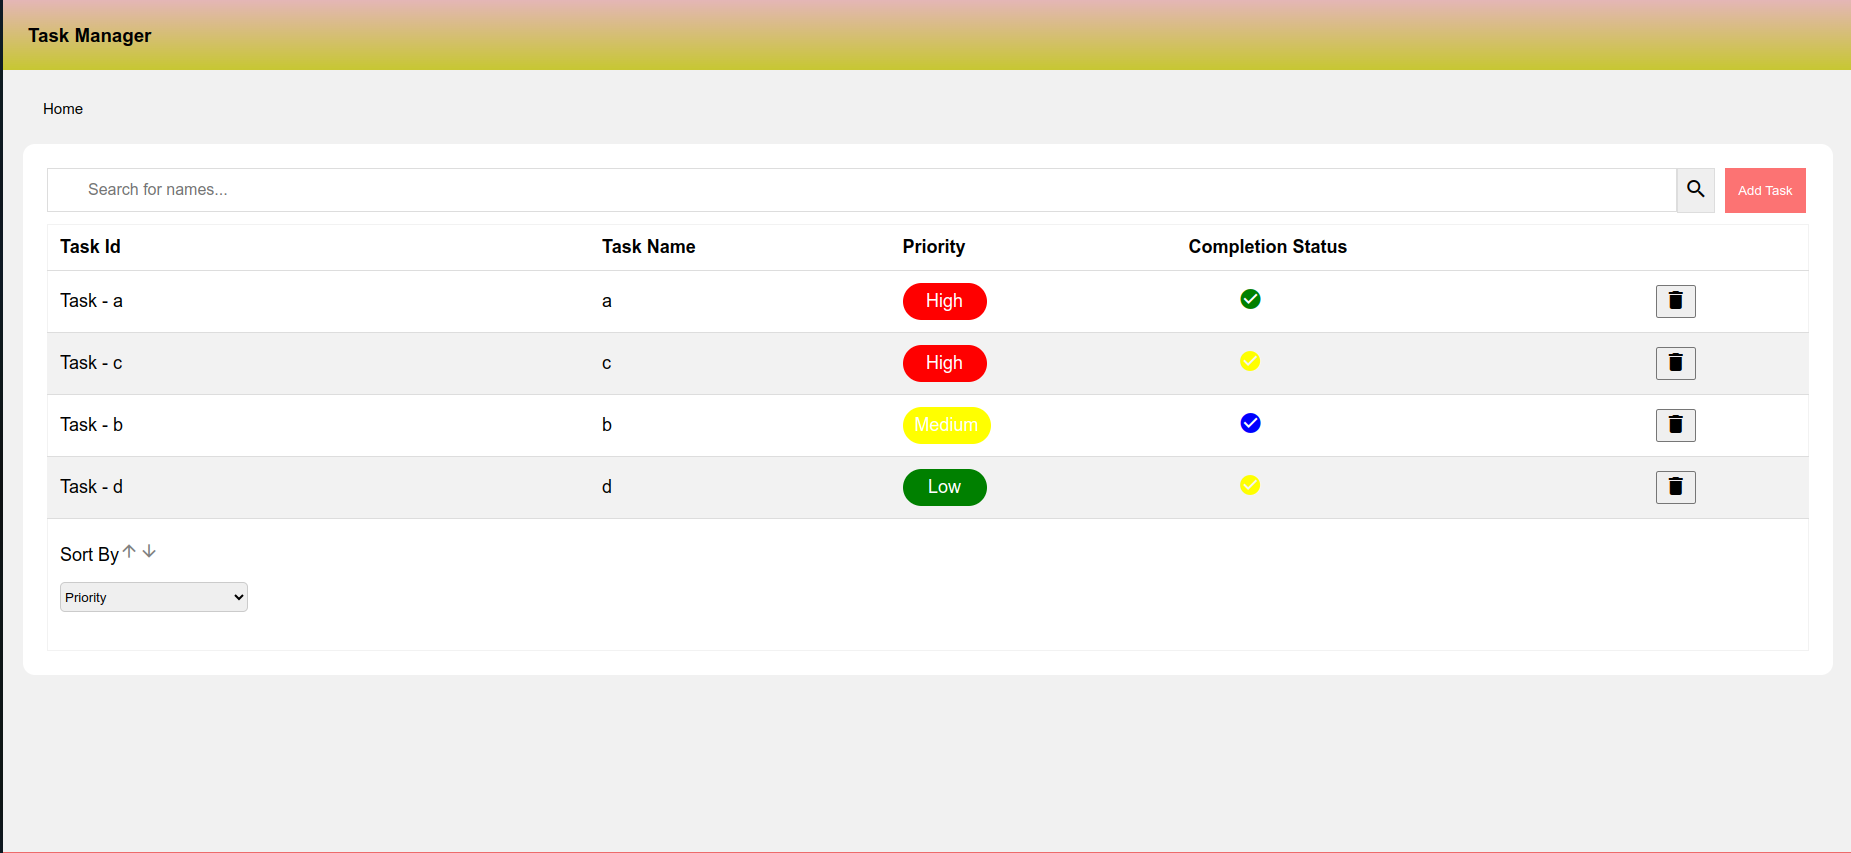 Task Manager
Home
Search for names...
Add Task
Task Id Task Name Priority Completion Status
Task - a a High
Task - c c High
Task - b b Medium
Task - d d Low
Sort By
Priority